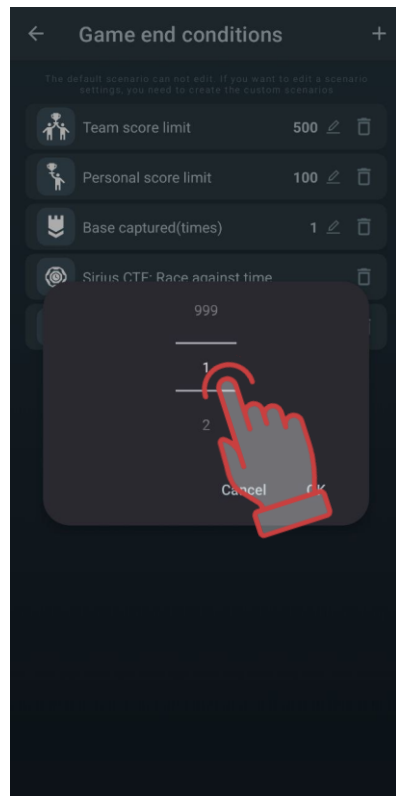 Game end conditions
The default scenario can not edit. If you want to edit a scenario
settings, you need to create the custom scenarios
Team score limit 500
Personal score limit 100
Base captured(times) 1
Sirius CTF: Race against time
999
1
2
Cancel OK